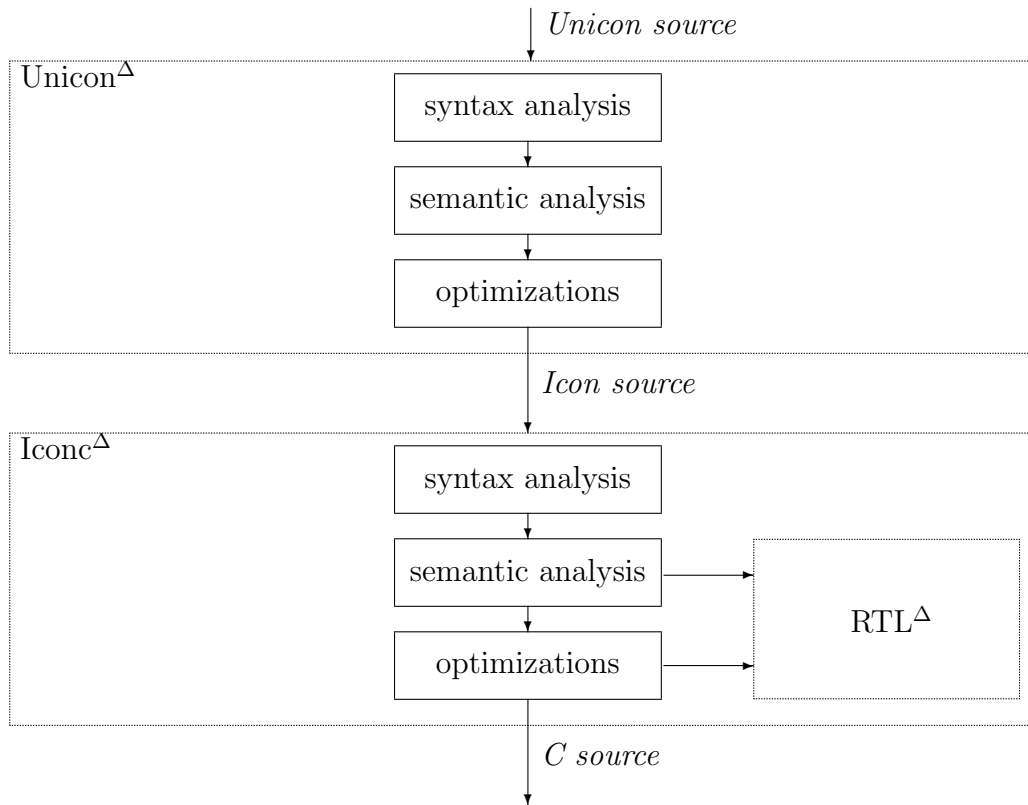 Unicon source
Unicon^Δ
syntax analysis
semantic analysis
optimizations
Icon source
Iconc^Δ
syntax analysis
semantic analysis
RTL^Δ
optimizations
C source